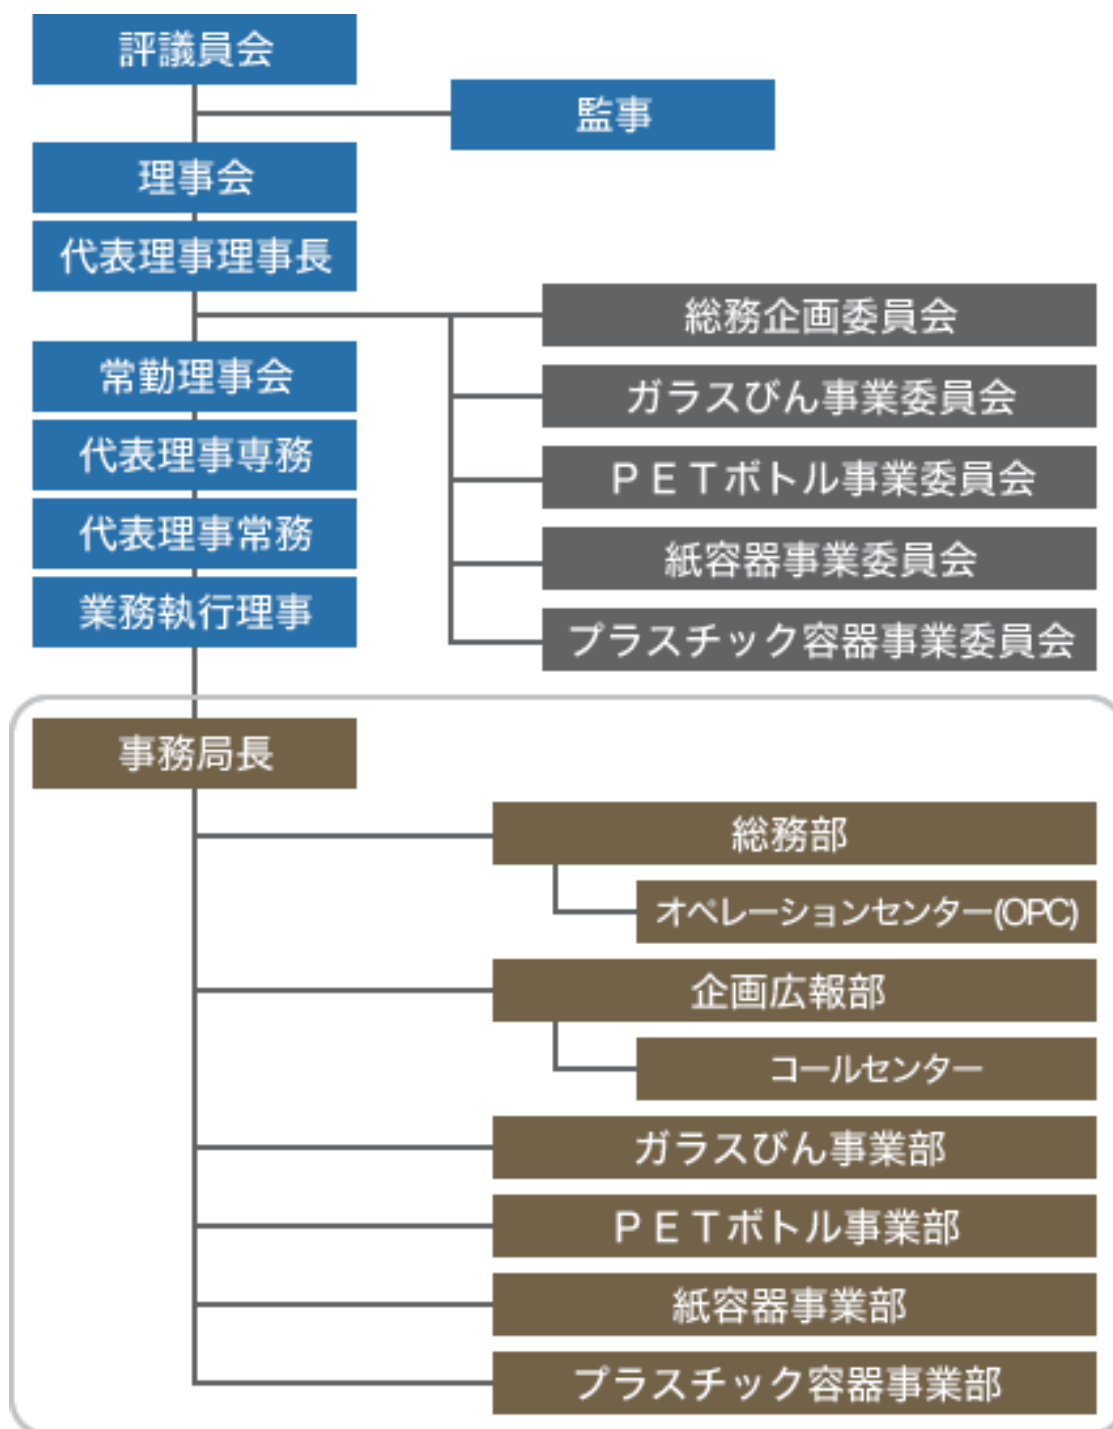 評議員会
監事
理事会
代表理事理事長
総務企画委員会
常勤理事会
ガラスびん事業委員会
代表理事専務
ＰＥＴボトル事業委員会
代表理事常務
紙容器事業委員会
業務執行理事
プラスチック容器事業委員会
事務局長
総務部
オペレーションセンター(OPC)
企画広報部
コールセンター
ガラスびん事業部
ＰＥＴボトル事業部
紙容器事業部
プラスチック容器事業部